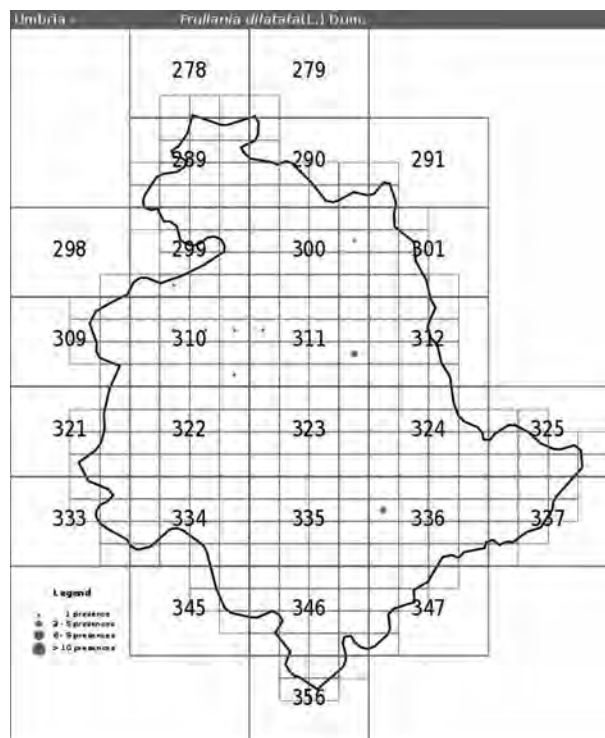 Umbria - Frullania dilatata(L.) Dum.
278 279
289 290 291
298 299 300 301
309 310 311 312
321 322 323 324 325
333 334 335 336 337
Legend
345 346 347
1 presence
2 - 5 presences
6 - 9 presences
> 10 presences
356